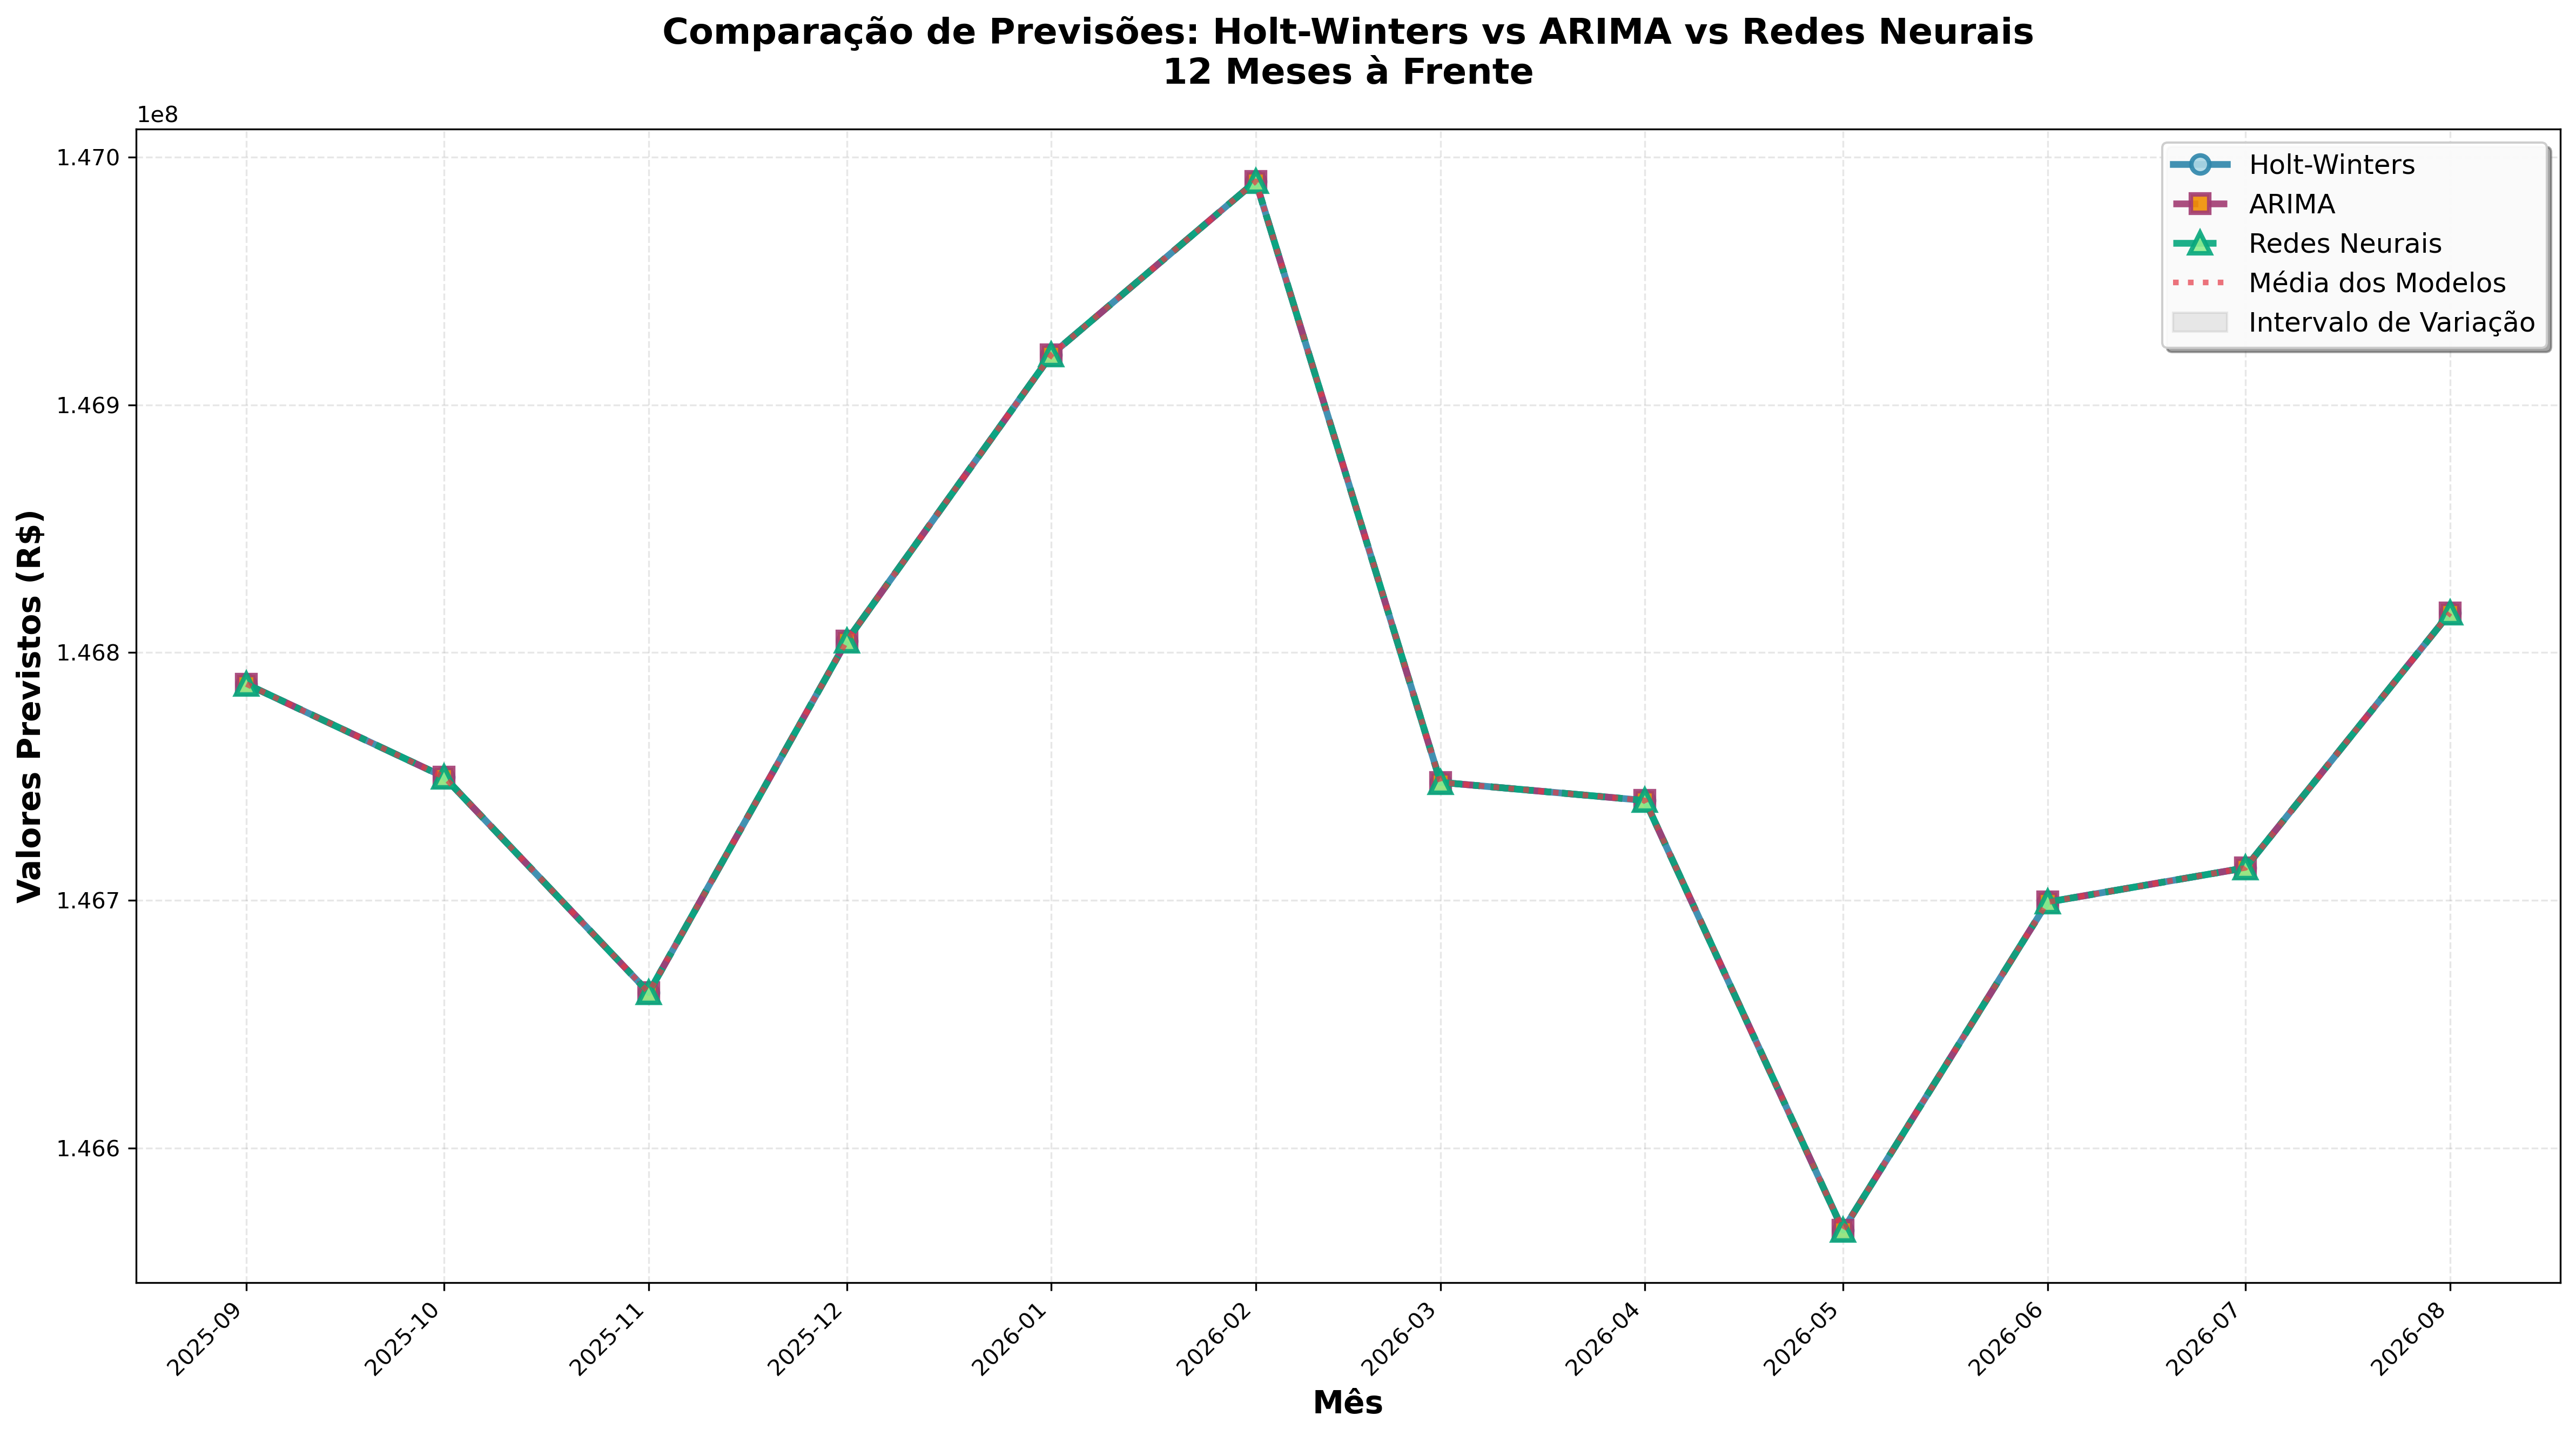 Comparação de Previsões: Holt-Winters vs ARIMA vs Redes Neurais
12 Meses à Frente
1e8
1.470
1.469
1.468
1.467
1.466
Valores Previstos (R$)
Holt-Winters
ARIMA
Redes Neurais
Média dos Modelos
Intervalo de Variação
2025-09
2025-10
2025-11
2025-12
2026-01
2026-02
2026-03
2026-04
2026-05
2026-06
2026-07
2026-08
Mês